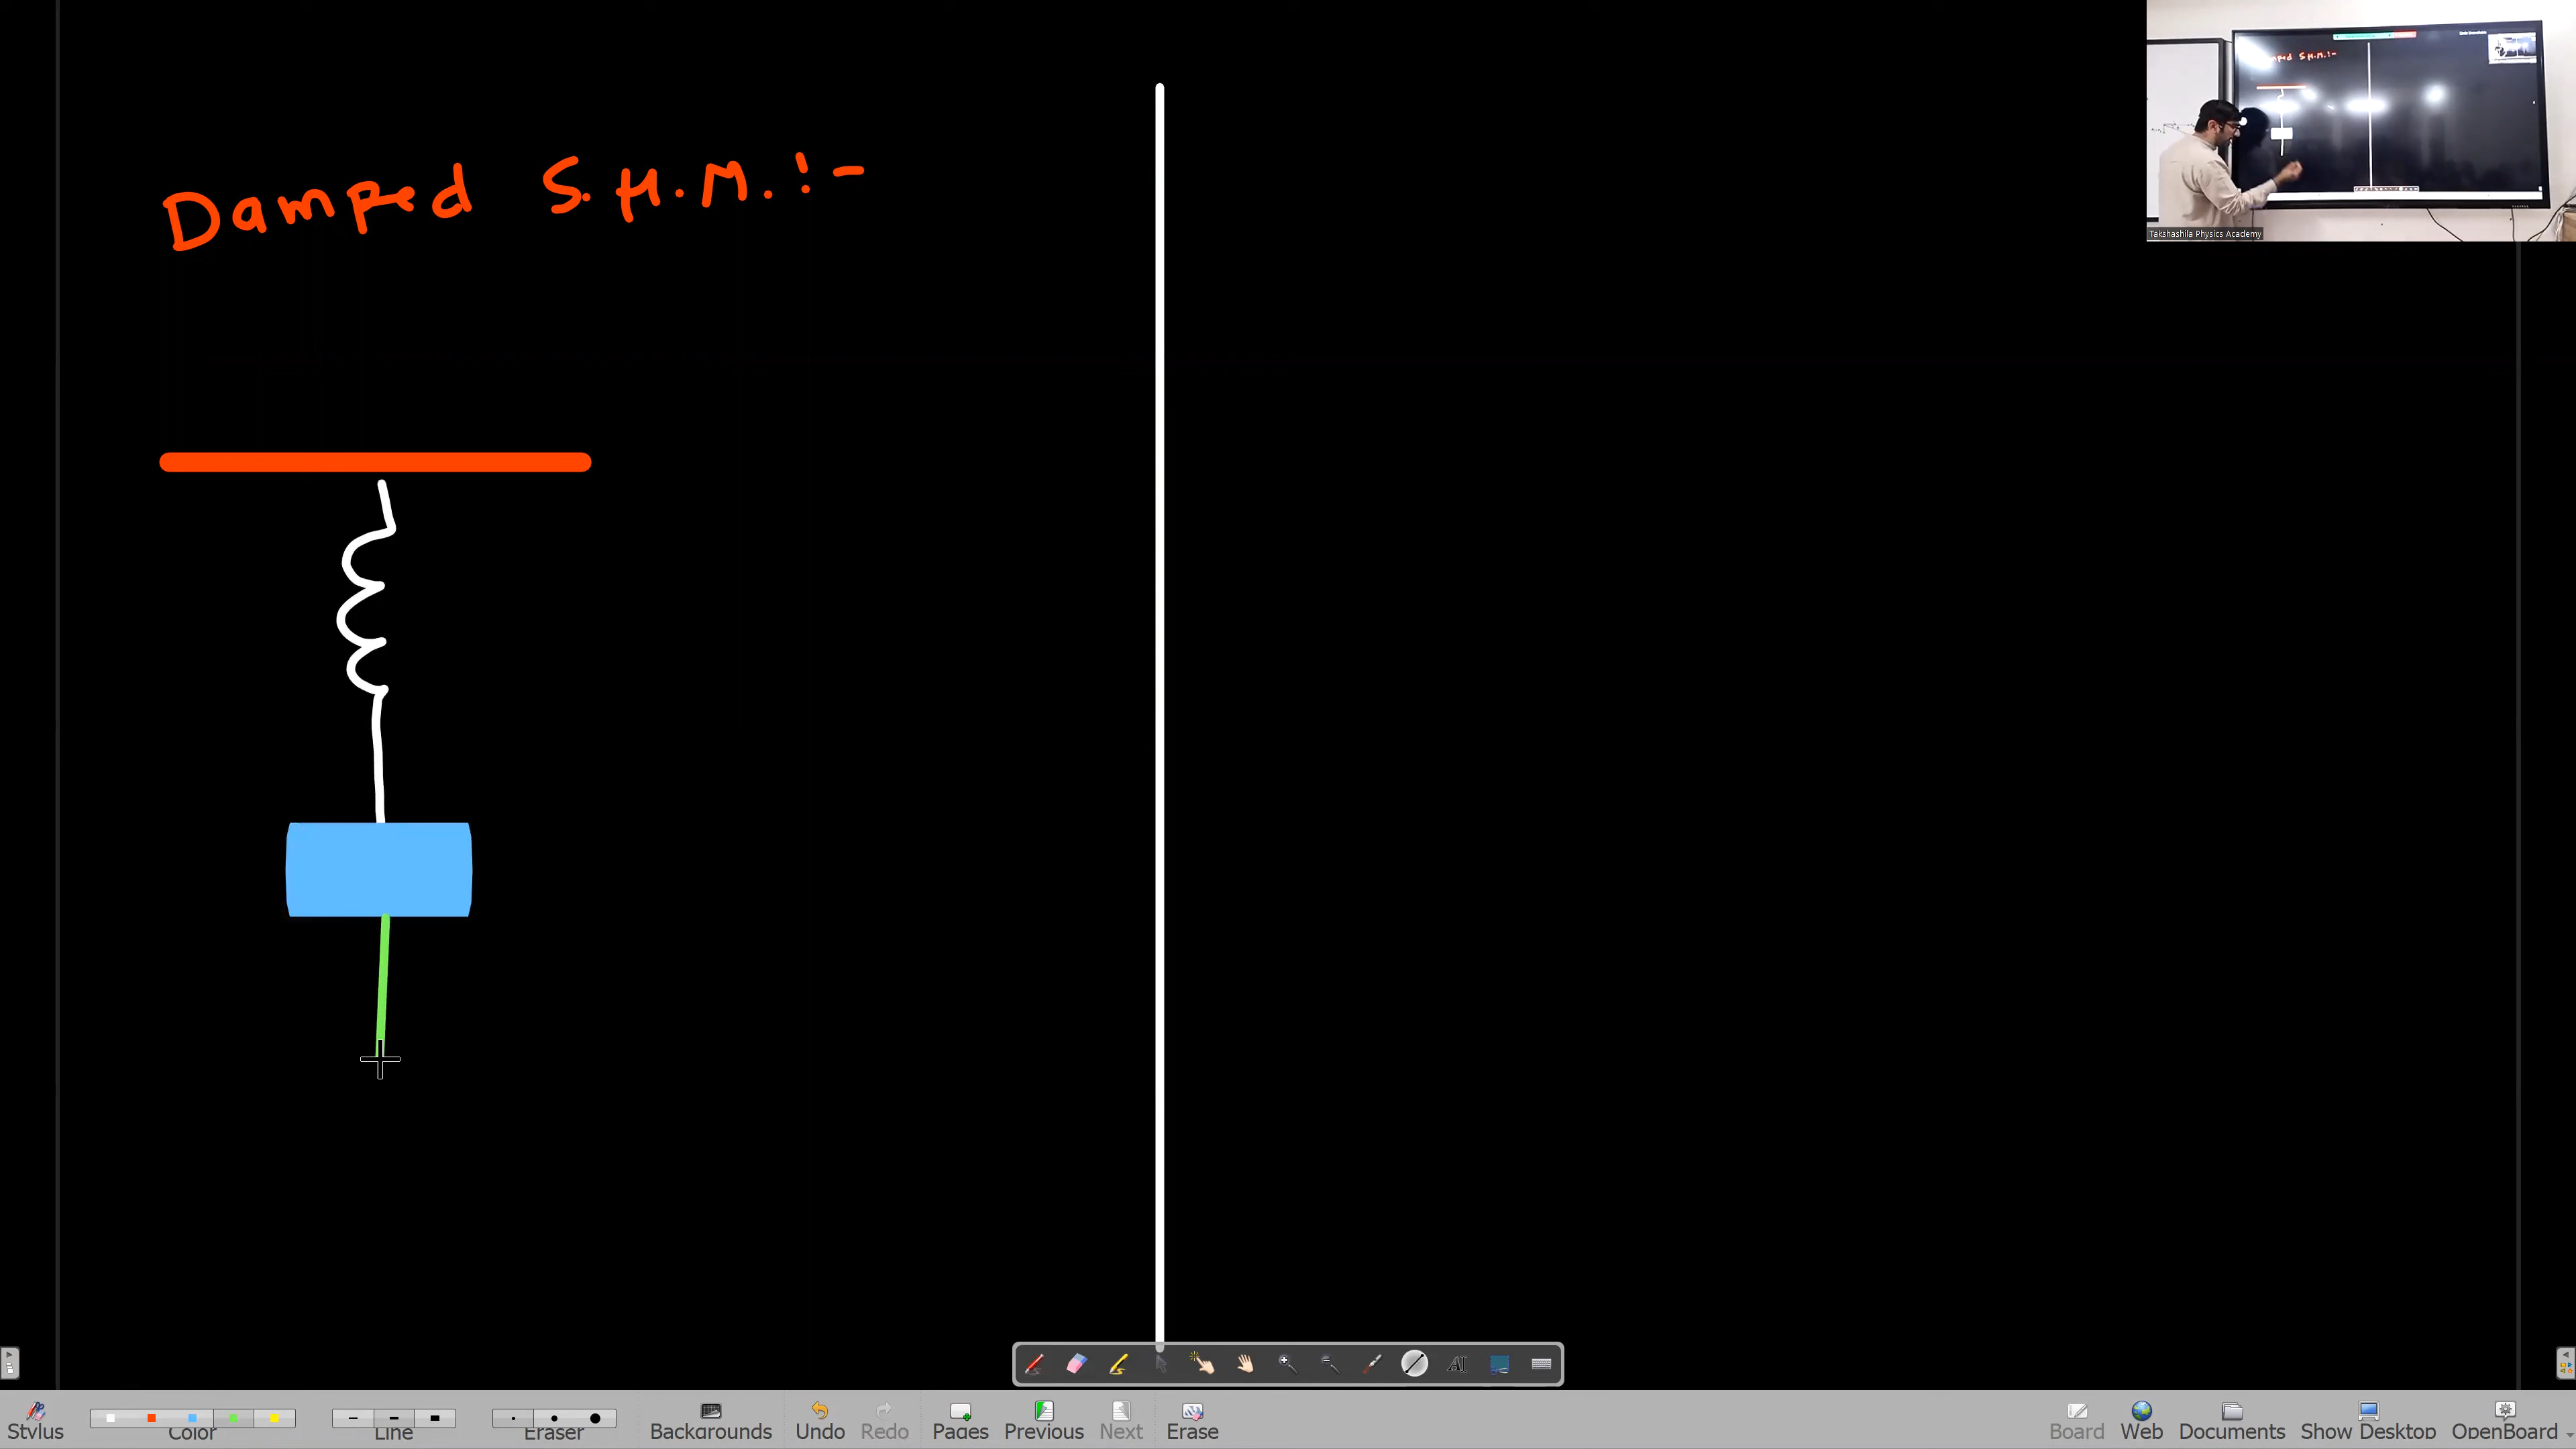 Damped S.H.M. :-
Takshashila Physics Academy
Stylus
Color
Line
Eraser
Backgrounds
Undo
Redo
Pages
Previous
Next
Erase
Board
Web
Documents
Show Desktop
OpenBoard